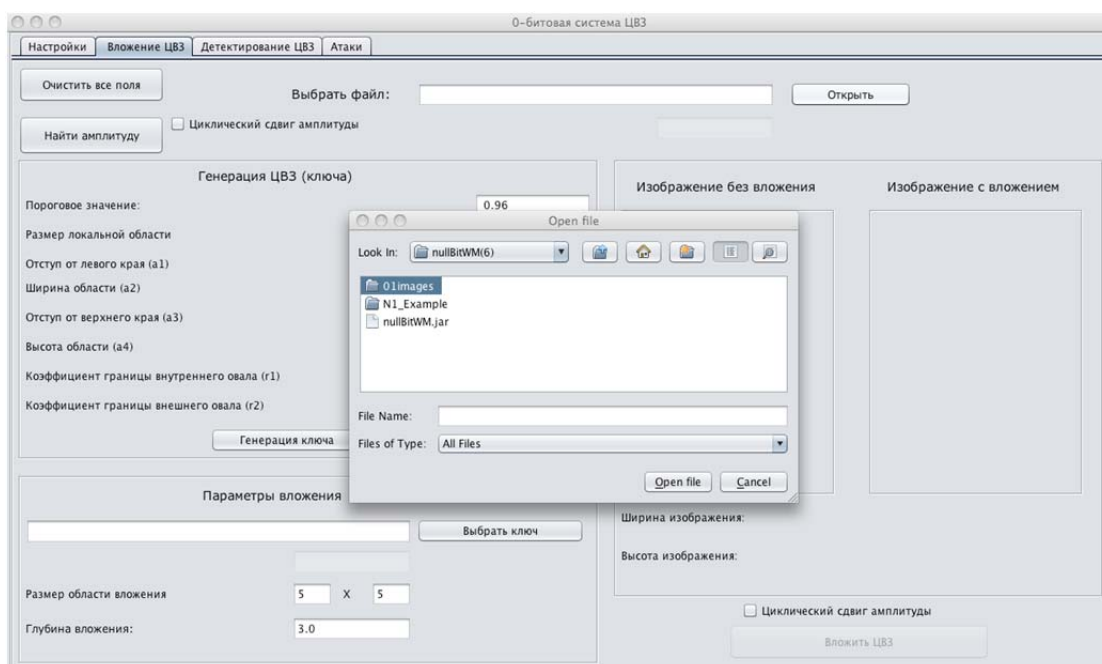 0-битовая система ЦВЗ
Настройки Вложение ЦВЗ Детектирование ЦВЗ Атаки
Очистить все поля
Выбрать файл:
Открыть
Найти амплитуду
Циклический сдвиг амплитуды
Генерация ЦВЗ (ключа)
Пороговое значение:
0.96
Размер локальной области
Отступ от левого края (a1)
Ширина области (a2)
Отступ от верхнего края (a3)
Высота области (a4)
Коэффициент границы внутреннего овала (r1)
Коэффициент границы внешнего овала (r2)
Генерация ключа
Изображение без вложения
Изображение с вложением
Open file
Look In: nullBitWM(6)
01images
N1_Example
nullBitWM.jar
File Name:
Files of Type: All Files
Open file Cancel
Параметры вложения
Выбрать ключ
Размер области вложения 5 X 5
Глубина вложения: 3.0
Ширина изображения:
Высота изображения:
Циклический сдвиг амплитуды
Вложить ЦВЗ